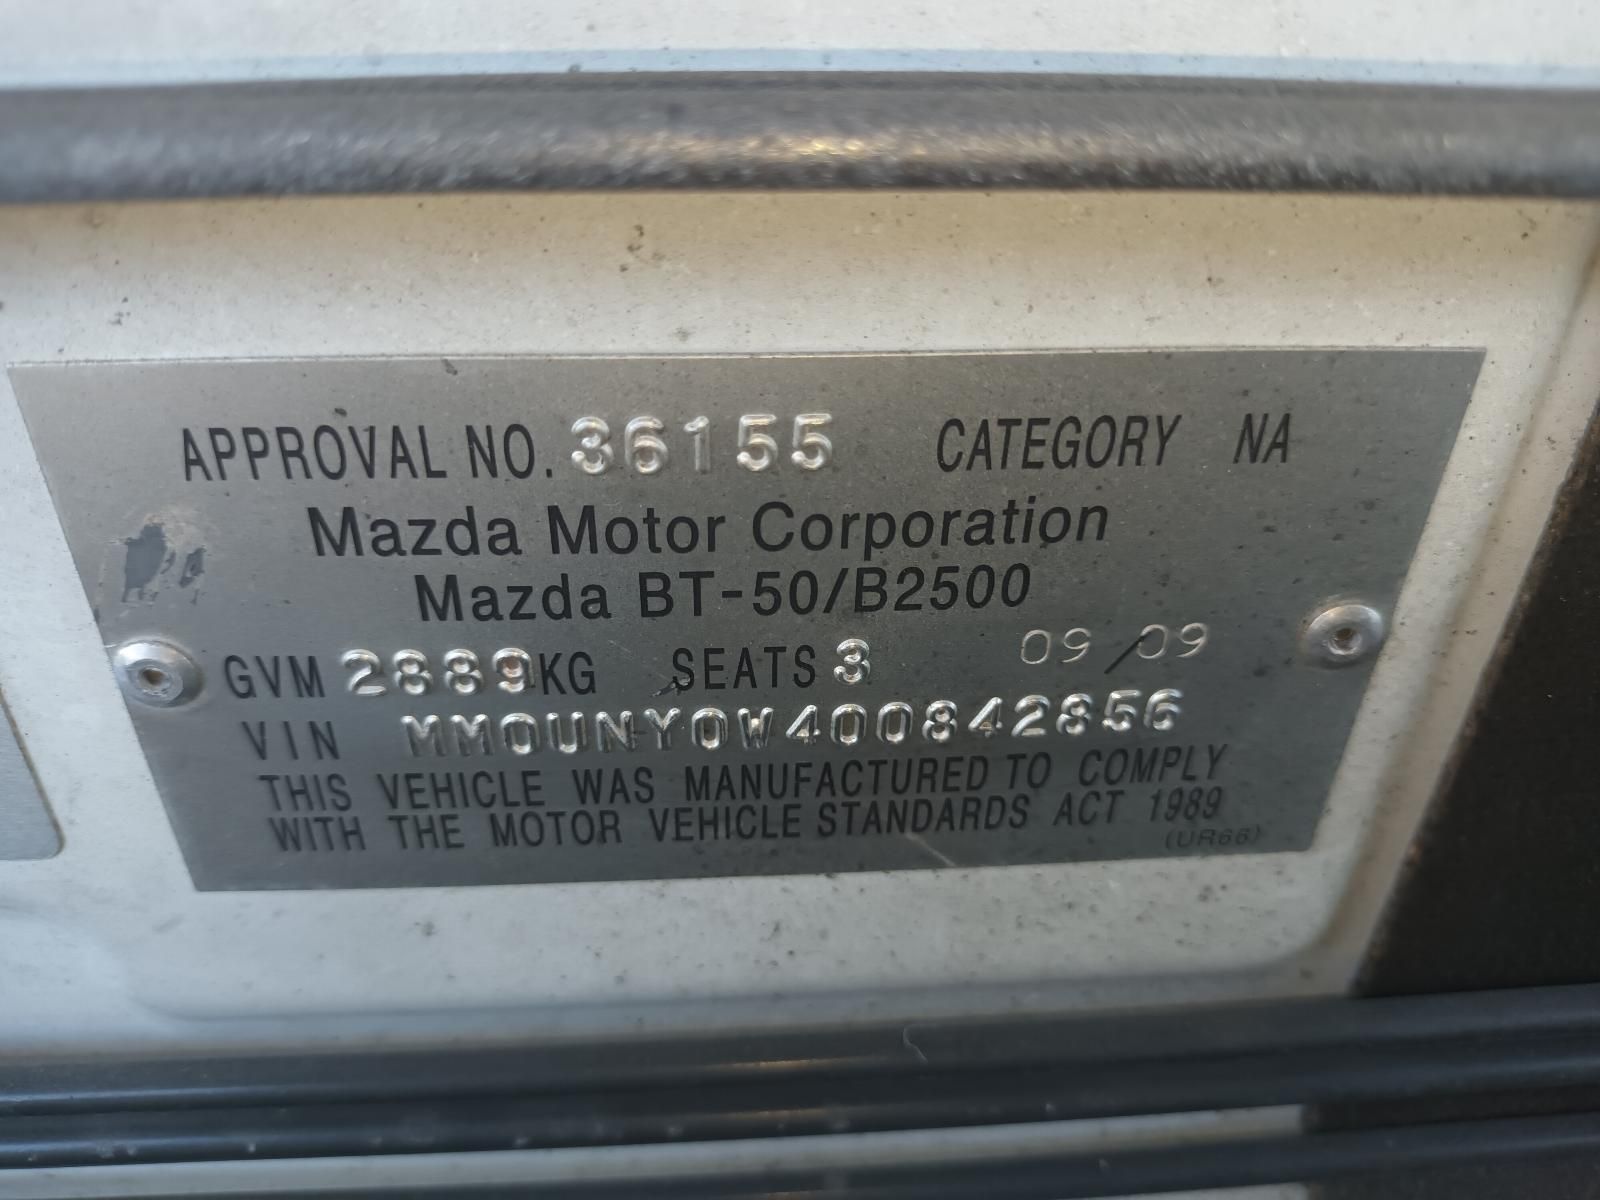 APPROVAL NO. 36155 CATEGORY NA
Mazda Motor Corporation
Mazda BT-50/B2500
GVM 2889KG SEATS 3 09/09
VIN MM0UNY0W400842856
THIS VEHICLE WAS MANUFACTURED TO COMPLY
WITH THE MOTOR VEHICLE STANDARDS ACT 1989
(UR66)